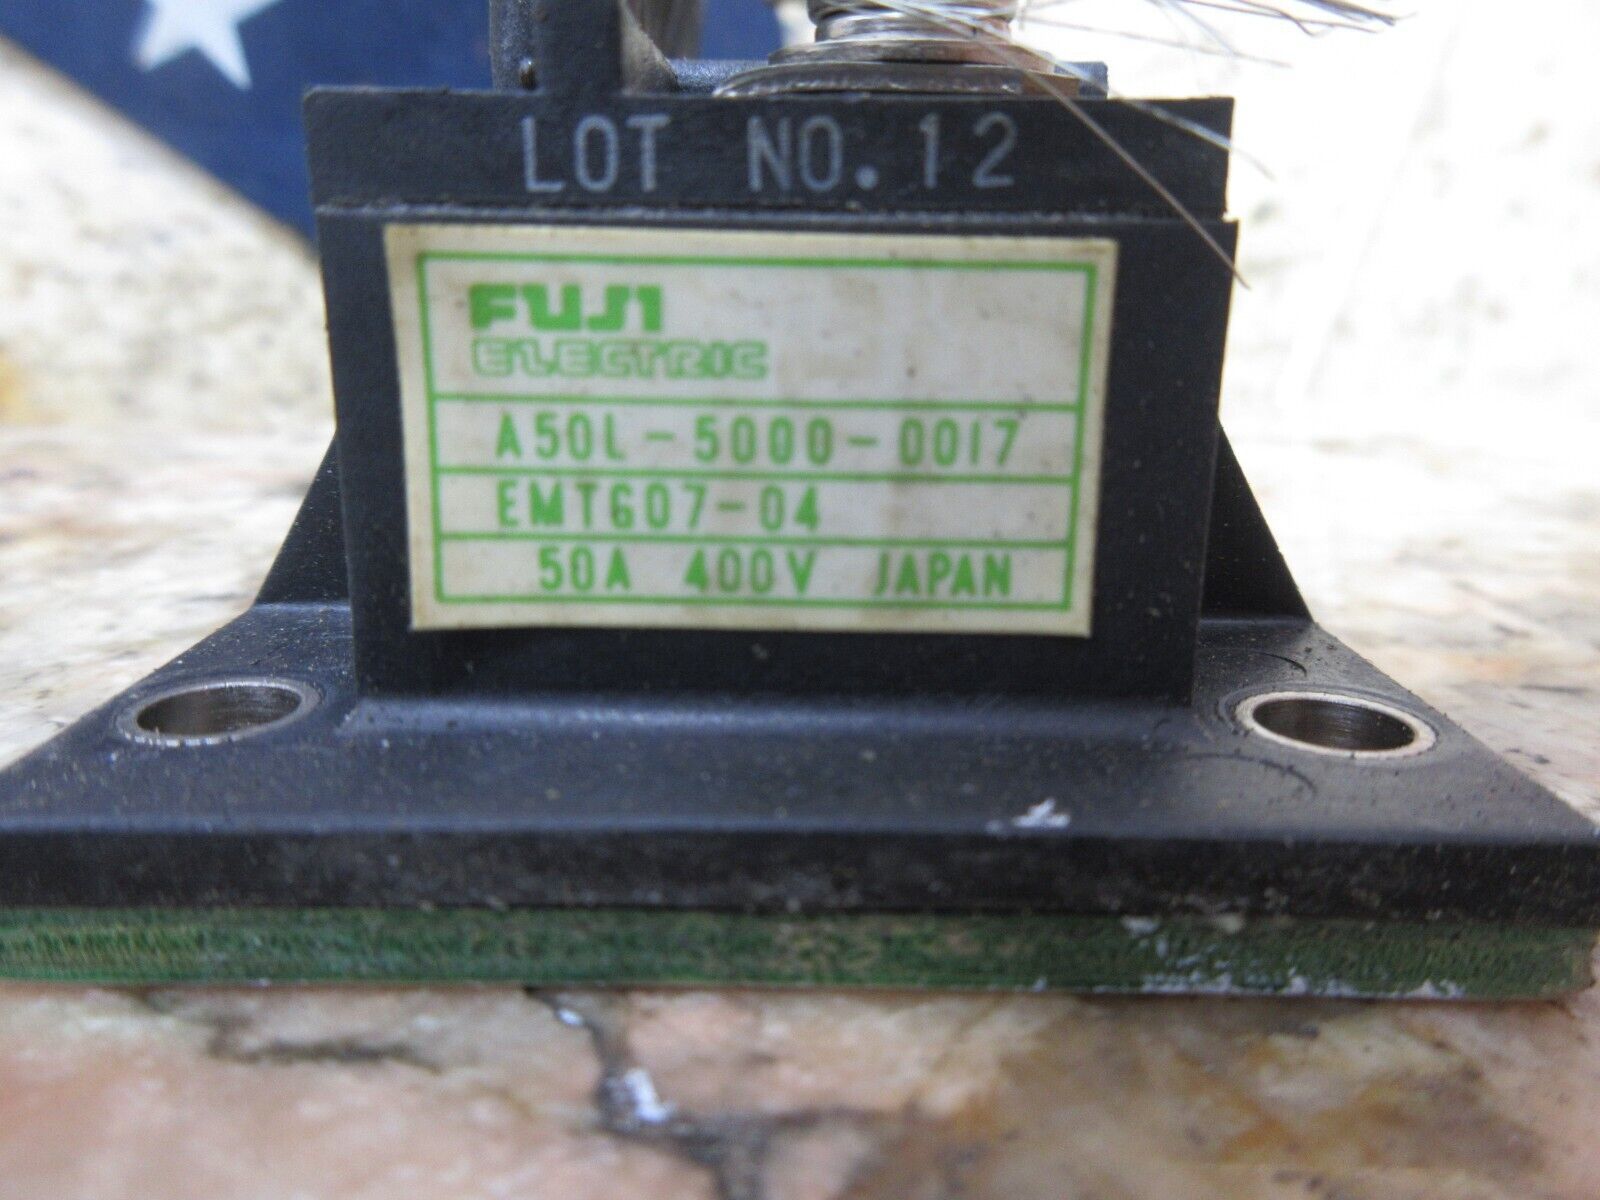 LOT NO. 12
FUJI
ELECTRIC
A50L-5000-0017
EMT607-04
50A 400V JAPAN